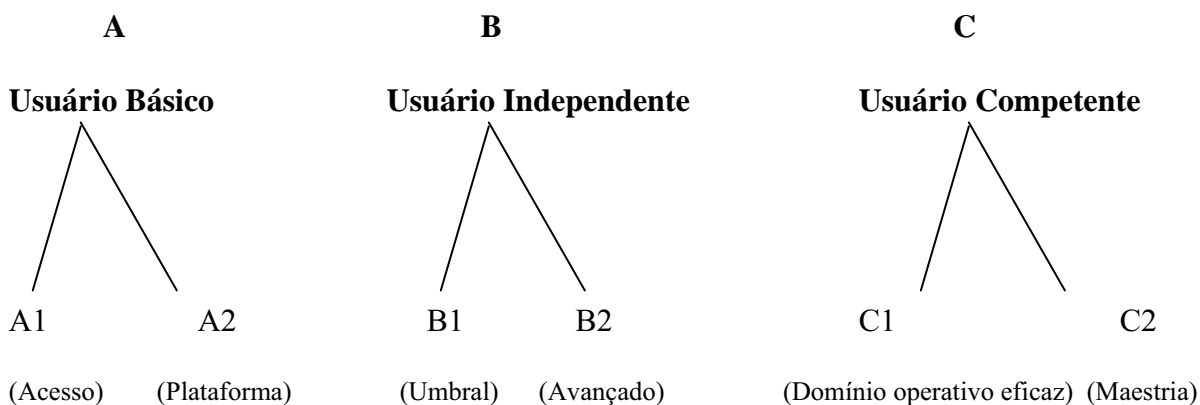 A B C
Usuário Básico Usuário Independente Usuário Competente
A1 A2 B1 B2 C1 C2
(Acesso) (Plataforma) (Umbral) (Avançado) (Domínio operativo eficaz) (Maestria)